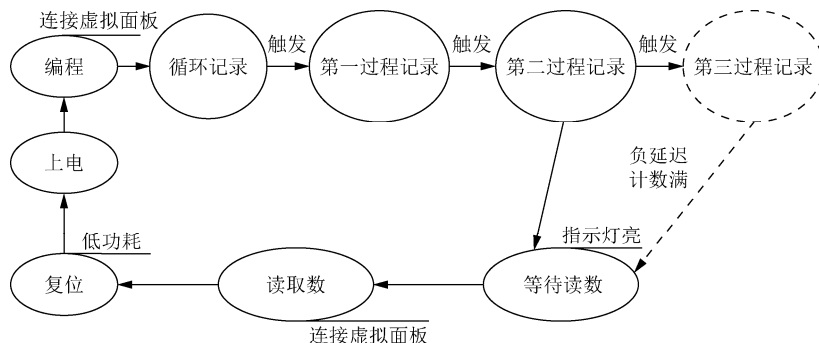 连接虚拟面板
编程
循环记录
触发
第一过程记录
触发
第二过程记录
触发
第三过程记录
上电
负延迟
计数满
低功耗
指示灯亮
复位
读取数
等待读数
连接虚拟面板